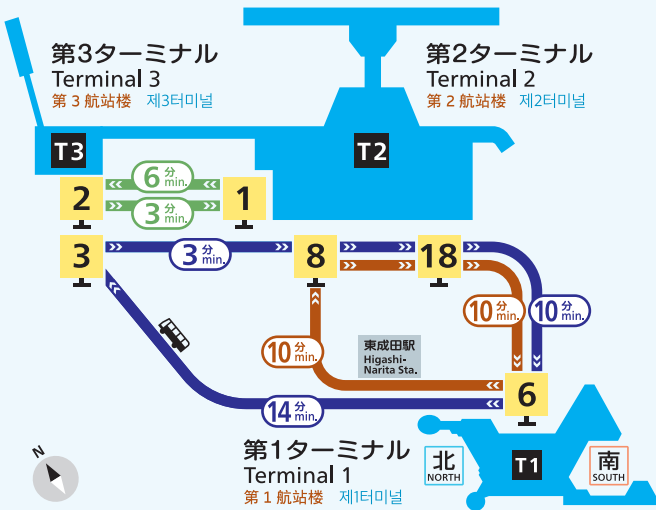 第3ターミナル
Terminal 3
第 3 航站楼 제3터미널
第2ターミナル
Terminal 2
第 2 航站楼 제2터미널
T3
T2
6分 min.
3分 min.
2
1
3
3分 min.
8
18
10分 min.
10分 min.
10分 min.
東成田駅
Higashi-
Narita Sta.
6
14分 min.
第1ターミナル
Terminal 1
第 1 航站楼 제1터미널
北
NORTH
T1
南
SOUTH
N